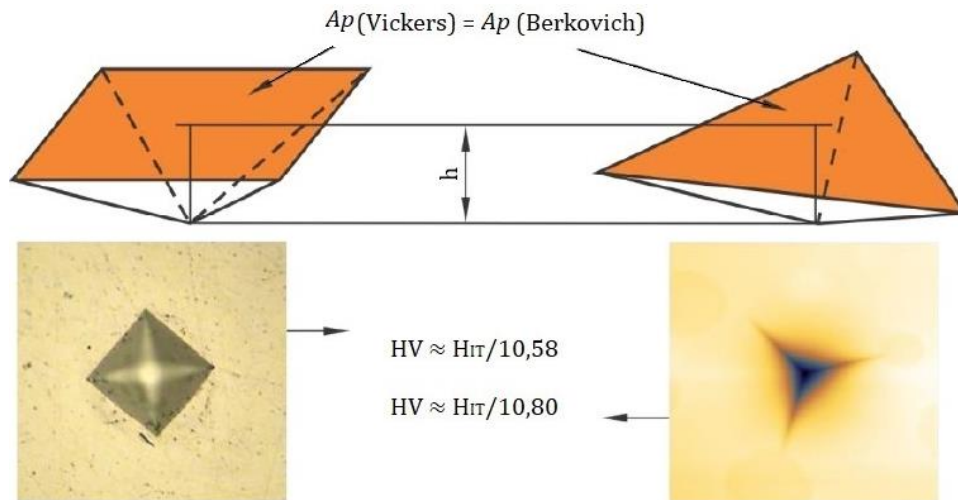 Ap (Vickers) = Ap (Berkovich)
h
HV ≈ HIT/10,58
HV ≈ HIT/10,80